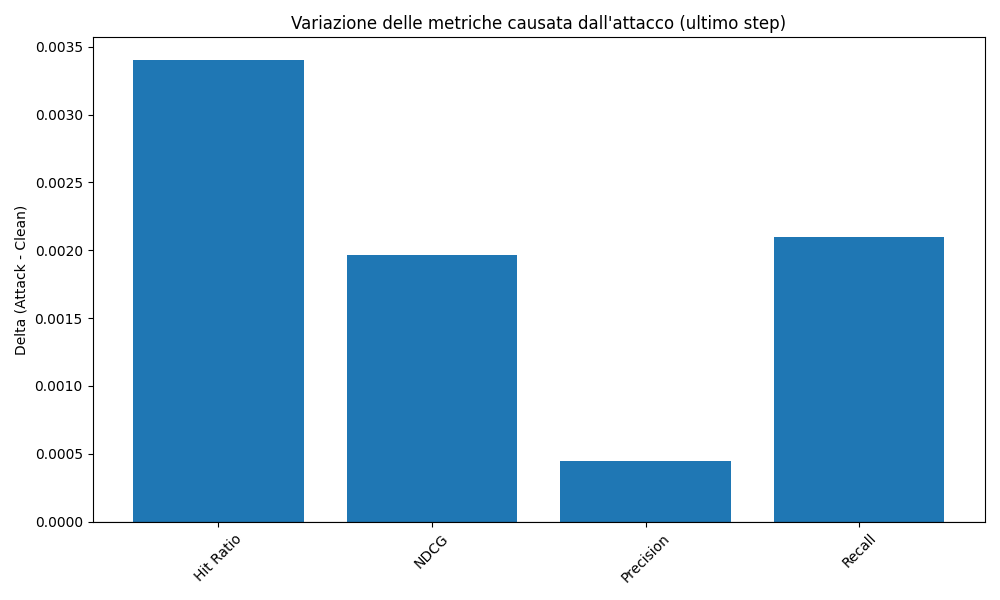 Variazione delle metriche causata dall'attacco (ultimo step)
Delta (Attack - Clean)
0.0035
0.0030
0.0025
0.0020
0.0015
0.0010
0.0005
0.0000
Hit Ratio
NDCG
Precision
Recall